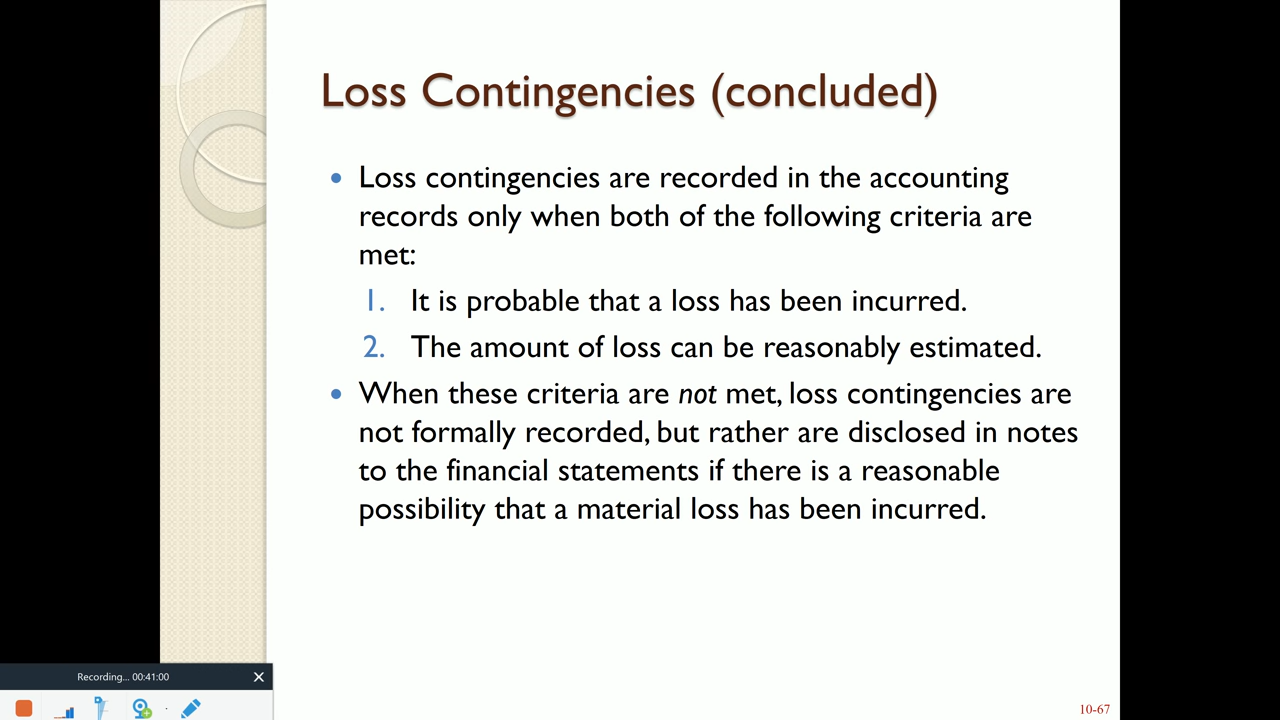 Loss Contingencies (concluded)
• Loss contingencies are recorded in the accounting
records only when both of the following criteria are
met:
1. It is probable that a loss has been incurred.
2. The amount of loss can be reasonably estimated.
• When these criteria are not met, loss contingencies are
not formally recorded, but rather are disclosed in notes
to the financial statements if there is a reasonable
possibility that a material loss has been incurred.
Recording... 00:41:00
10-67